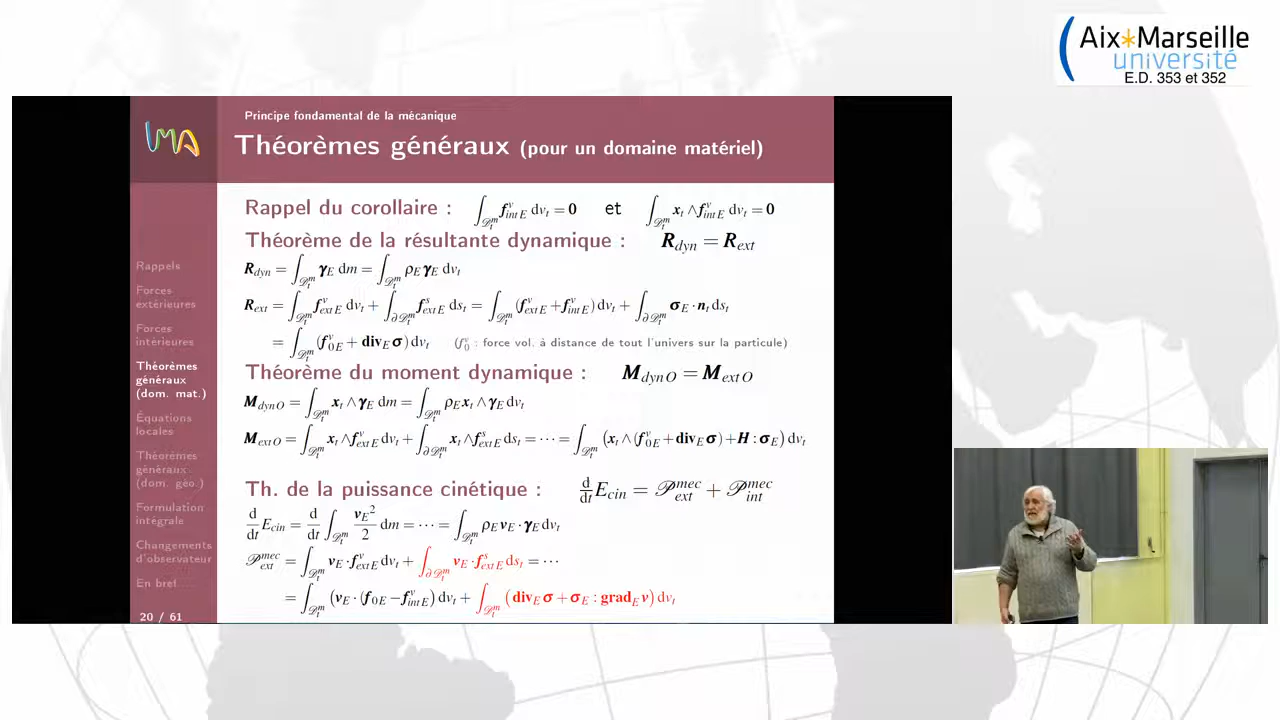 Aix*Marseille
université
E.D. 353 et 352
LMA
Principe fondamental de la mécanique
Théorèmes généraux (pour un domaine matériel)
Rappels
Forces
extérieures
Forces
intérieures
Théorèmes
généraux
(dom. mat.)
Équations
locales
Théorèmes
généraux
(dom. géo.)
Formulation
intégrale
Changements
d'observateur
En bref ...
20 / 61
Rappel du corollaire : ∫_{𝒟_t^m} f^v_{int E} dv_t = 0 et ∫_{𝒟_t^m} x_t ∧ f^v_{int E} dv_t = 0
Théorème de la résultante dynamique : R_{dyn} = R_{ext}
R_{dyn} = ∫_{𝒟_t^m} γ_E dm = ∫_{𝒟_t^m} ρ_E γ_E dv_t
R_{ext} = ∫_{𝒟_t^m} f^v_{ext E} dv_t + ∫_{∂𝒟_t^m} f^s_{ext E} ds_t = ∫_{𝒟_t^m} (f^v_{ext E} + f^v_{int E}) dv_t + ∫_{∂𝒟_t^m} σ_E · n_t ds_t
= ∫_{𝒟_t^m} (f^v_{0E} + div_E σ) dv_t (f^v_0 : force vol. à distance de tout l'univers sur la particule)
Théorème du moment dynamique : M_{dyn O} = M_{ext O}
M_{dyn O} = ∫_{𝒟_t^m} x_t ∧ γ_E dm = ∫_{𝒟_t^m} ρ_E x_t ∧ γ_E dv_t
M_{ext O} = ∫_{𝒟_t^m} x_t ∧ f^v_{ext E} dv_t + ∫_{∂𝒟_t^m} x_t ∧ f^s_{ext E} ds_t = ··· = ∫_{𝒟_t^m} (x_t ∧ (f^v_{0E} + div_E σ) + H : σ_E) dv_t
Th. de la puissance cinétique : d/dt E_{cin} = 𝒫^{mec}_{ext} + 𝒫^{mec}_{int}
d/dt E_{cin} = d/dt ∫_{𝒟_t^m} v_E²/2 dm = ··· = ∫_{𝒟_t^m} ρ_E v_E · γ_E dv_t
𝒫^{mec}_{ext} = ∫_{𝒟_t^m} v_E · f^v_{ext E} dv_t + ∫_{∂𝒟_t^m} v_E · f^s_{ext E} ds_t = ···
= ∫_{𝒟_t^m} (v_E · (f_{0E} − f^v_{int E}) dv_t + ∫_{𝒟_t^m} (div_E σ + σ_E : grad_E v) dv_t